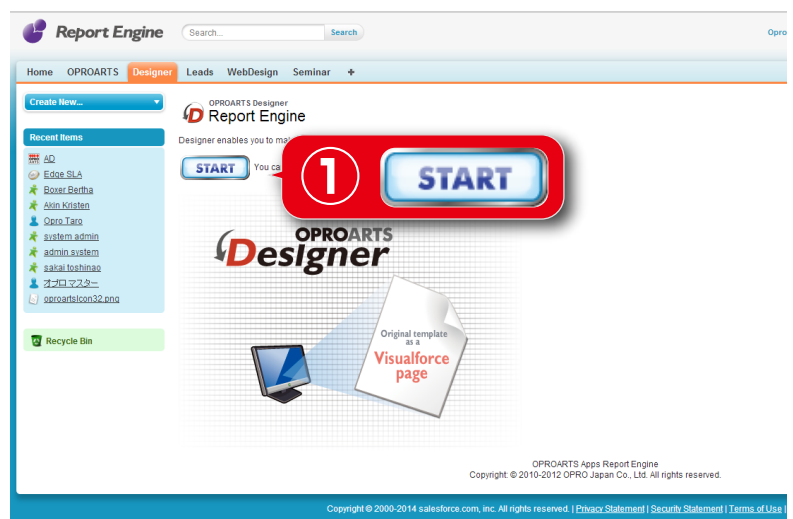 Report Engine
Search...
Search
Opro
Home OPROARTS Designer Leads WebDesign Seminar +
Create New...
Recent Items
AD
Edge SLA
Boxer Bertha
Akin Kristen
Opro Taro
system admin
admin system
sakai toshinao
オプロ マスター
oproartsIcon32.png
Recycle Bin
OPROARTS Designer
Report Engine
Designer enables you to ma
START You ca
① START
OPROARTS
Designer
Original template
as a
Visualforce
page
OPROARTS Apps Report Engine
Copyright © 2010-2012 OPRO Japan Co., Ltd. All rights reserved.
Copyright © 2000-2014 salesforce.com, inc. All rights reserved. | Privacy Statement | Security Statement | Terms of Use |